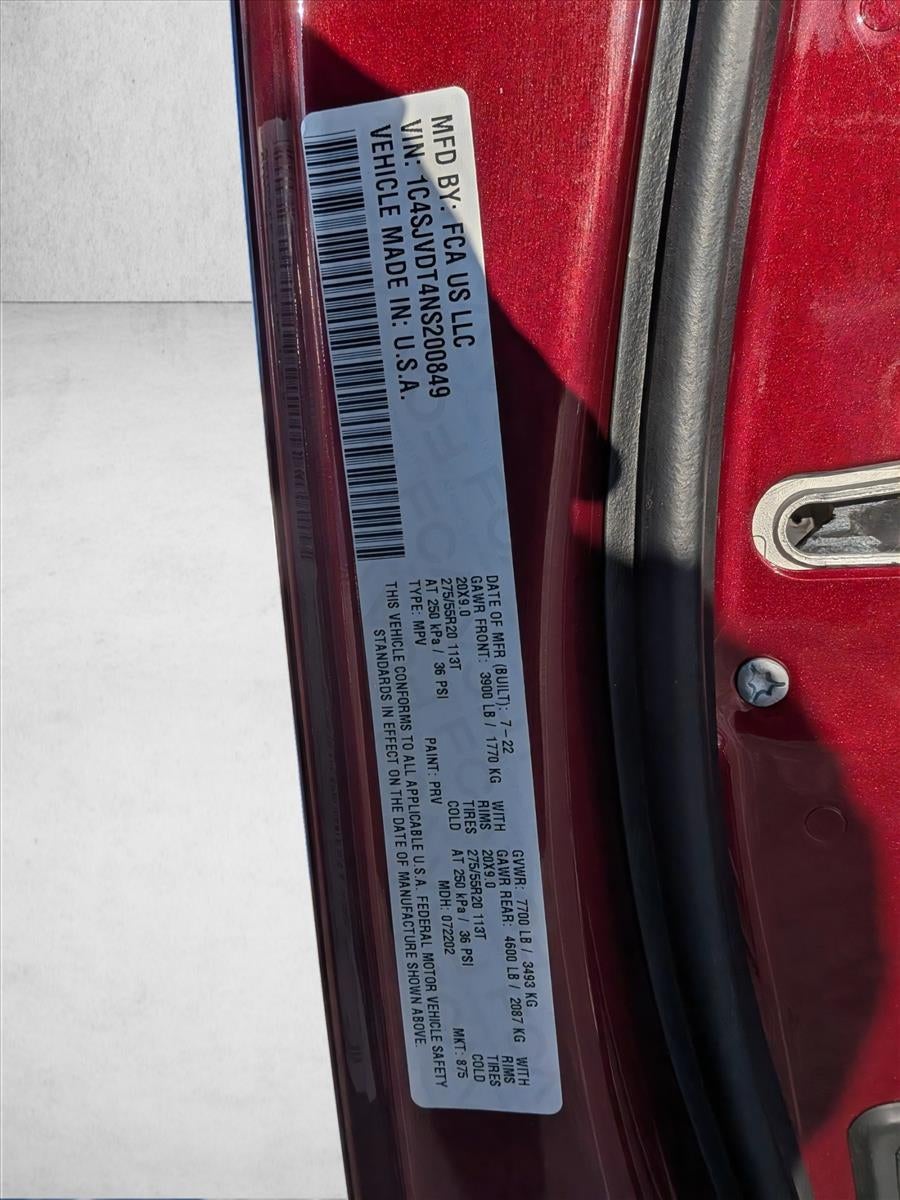 MFD BY: FCA US LLC
VIN: 1C4SJVDT4NS200849
VEHICLE MADE IN: U.S.A.
DATE OF MFR (BUILT): 7-22 GVWR: 7700 LB / 3493 KG
GAWR FRONT: 3900 LB / 1770 KG WITH GAWR REAR: 4600 LB / 2087 KG WITH
20X9.0 RIMS 20X9.0 RIMS
275/55R20 113T TIRES 275/55R20 113T TIRES
AT 250 kPa / 36 PSI COLD AT 250 kPa / 36 PSI COLD
TYPE: MPV PAINT: PRV MDH: 072202 MKT: 875
THIS VEHICLE CONFORMS TO ALL APPLICABLE U.S.A. FEDERAL MOTOR VEHICLE SAFETY
STANDARDS IN EFFECT ON THE DATE OF MANUFACTURE SHOWN ABOVE.